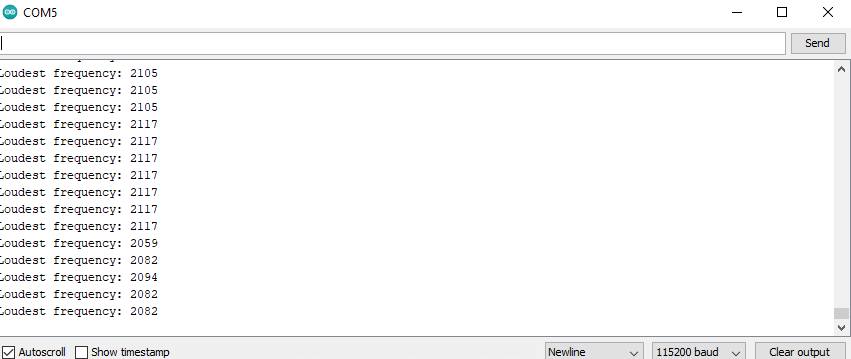 COM5
Send
Loudest frequency: 2105
Loudest frequency: 2105
Loudest frequency: 2105
Loudest frequency: 2117
Loudest frequency: 2117
Loudest frequency: 2117
Loudest frequency: 2117
Loudest frequency: 2117
Loudest frequency: 2117
Loudest frequency: 2117
Loudest frequency: 2059
Loudest frequency: 2082
Loudest frequency: 2094
Loudest frequency: 2082
Loudest frequency: 2082
Autoscroll Show timestamp Newline 115200 baud Clear output